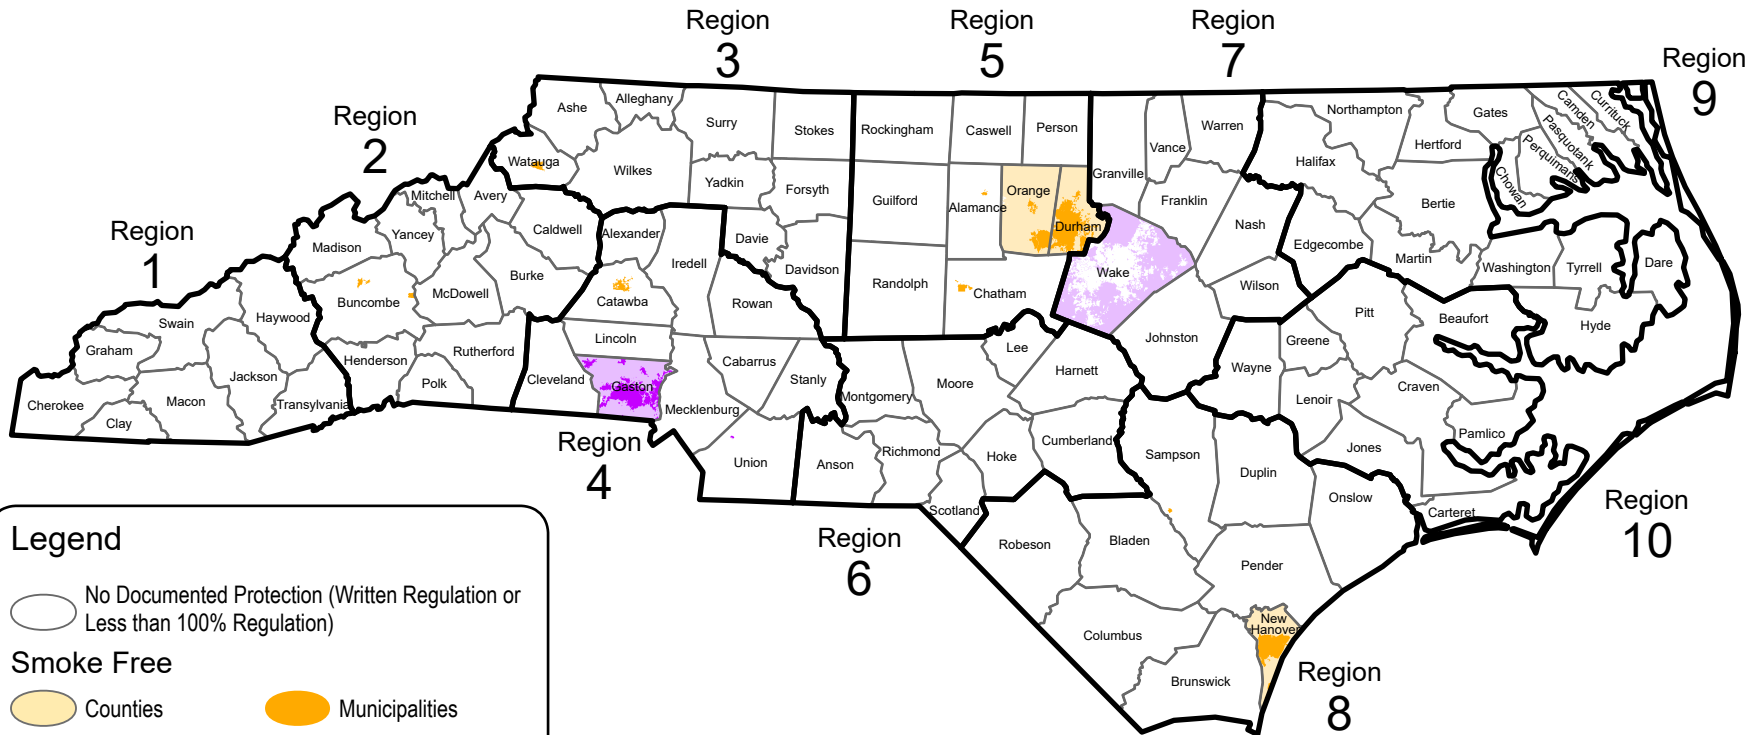 Region
3
Region
5
Region
7
Region
9
Region
2
Region
1
Ashe
Alleghany
Surry
Stokes
Rockingham
Caswell
Person
Granville
Vance
Warren
Northampton
Gates
Camden
Currituck
Pasquotank
Perquimans
Chowan
Hertford
Halifax
Bertie
Watauga
Wilkes
Yadkin
Forsyth
Guilford
Alamance
Orange
Durham
Franklin
Nash
Edgecombe
Martin
Washington
Tyrrell
Dare
Mitchell
Avery
Yancey
Madison
Caldwell
Alexander
Iredell
Davie
Davidson
Randolph
Chatham
Wake
Wilson
Pitt
Beaufort
Hyde
Buncombe
McDowell
Burke
Catawba
Rowan
Haywood
Swain
Graham
Jackson
Macon
Cherokee
Clay
Transylvania
Henderson
Polk
Rutherford
Cleveland
Lincoln
Gaston
Mecklenburg
Cabarrus
Stanly
Union
Anson
Montgomery
Moore
Lee
Harnett
Johnston
Wayne
Greene
Lenoir
Craven
Pamlico
Jones
Carteret
Richmond
Scotland
Hoke
Cumberland
Sampson
Duplin
Onslow
Robeson
Bladen
Pender
Columbus
Brunswick
New
Hanover
Region
4
Region
6
Region
8
Region
10
Legend
No Documented Protection (Written Regulation or
Less than 100% Regulation)
Smoke Free
Counties
Municipalities